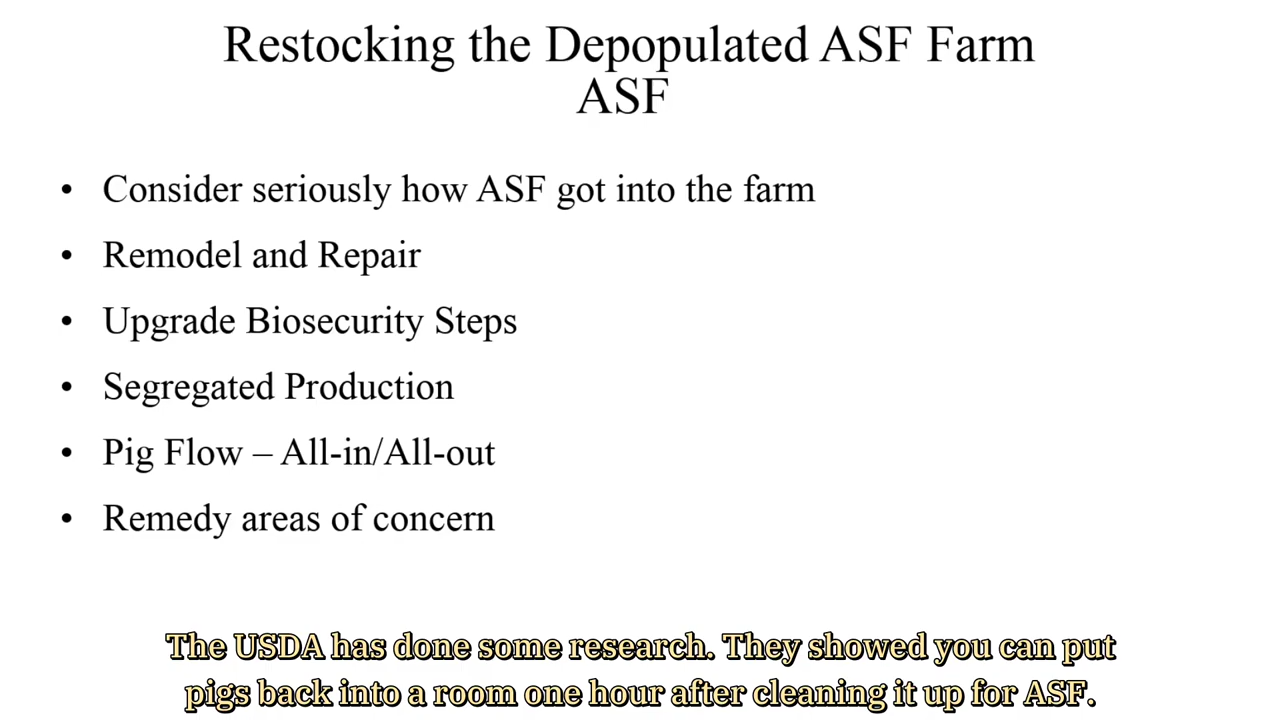 Restocking the Depopulated ASF Farm
ASF
• Consider seriously how ASF got into the farm
• Remodel and Repair
• Upgrade Biosecurity Steps
• Segregated Production
• Pig Flow – All-in/All-out
• Remedy areas of concern
The USDA has done some research. They showed you can put
pigs back into a room one hour after cleaning it up for ASF.